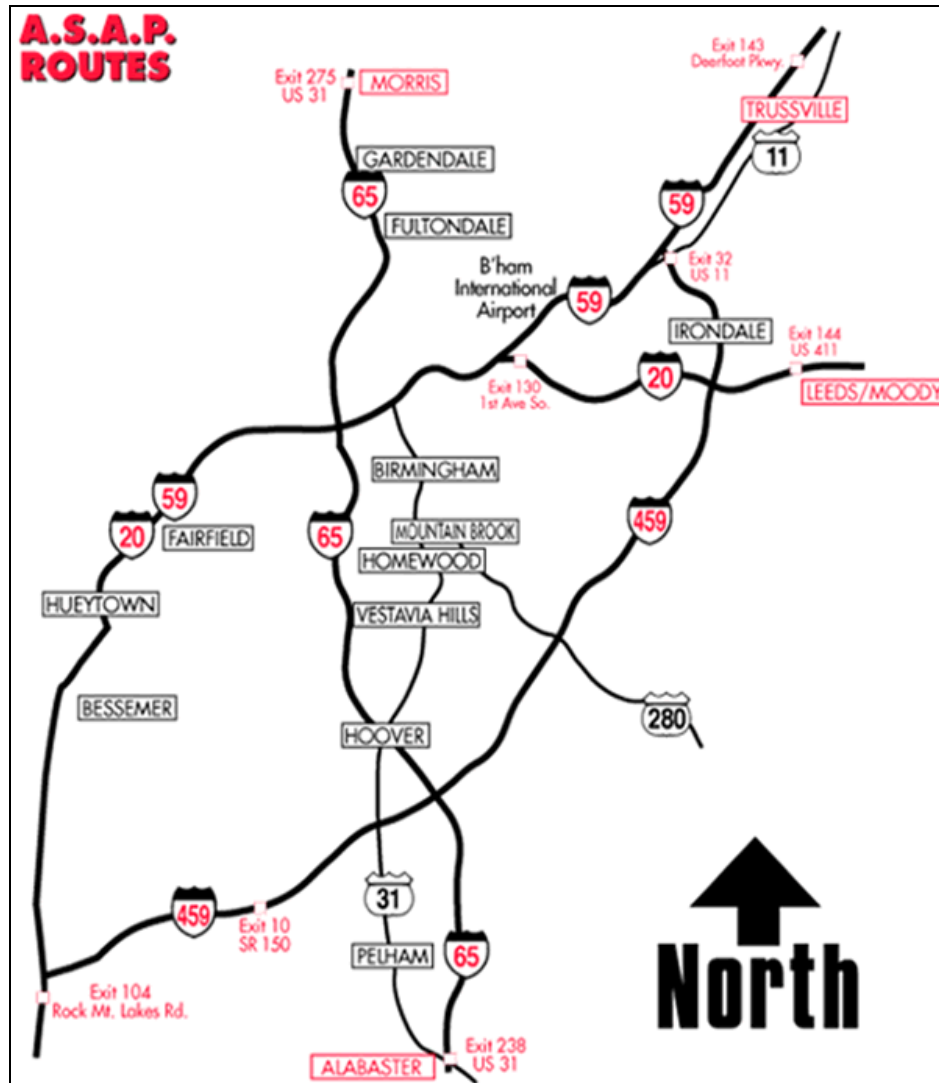 A.S.A.P.
ROUTES
Exit 143
Deerfoot Pkwy.
Exit 275
US 31
MORRIS
TRUSSVILLE
11
GARDENDALE
65
59
FULTONDALE
Exit 32
US 11
B'ham
International
Airport
59
IRONDALE
Exit 144
US 411
20
Exit 130
1st Ave So.
LEEDS/MOODY
BIRMINGHAM
59
20
FAIRFIELD
65
MOUNTAIN BROOK
459
HOMEWOOD
HUEYTOWN
VESTAVIA HILLS
BESSEMER
280
HOOVER
31
459
Exit 10
SR 150
PELHAM
65
North
Exit 104
Rock Mt. Lakes Rd.
Exit 238
US 31
ALABASTER